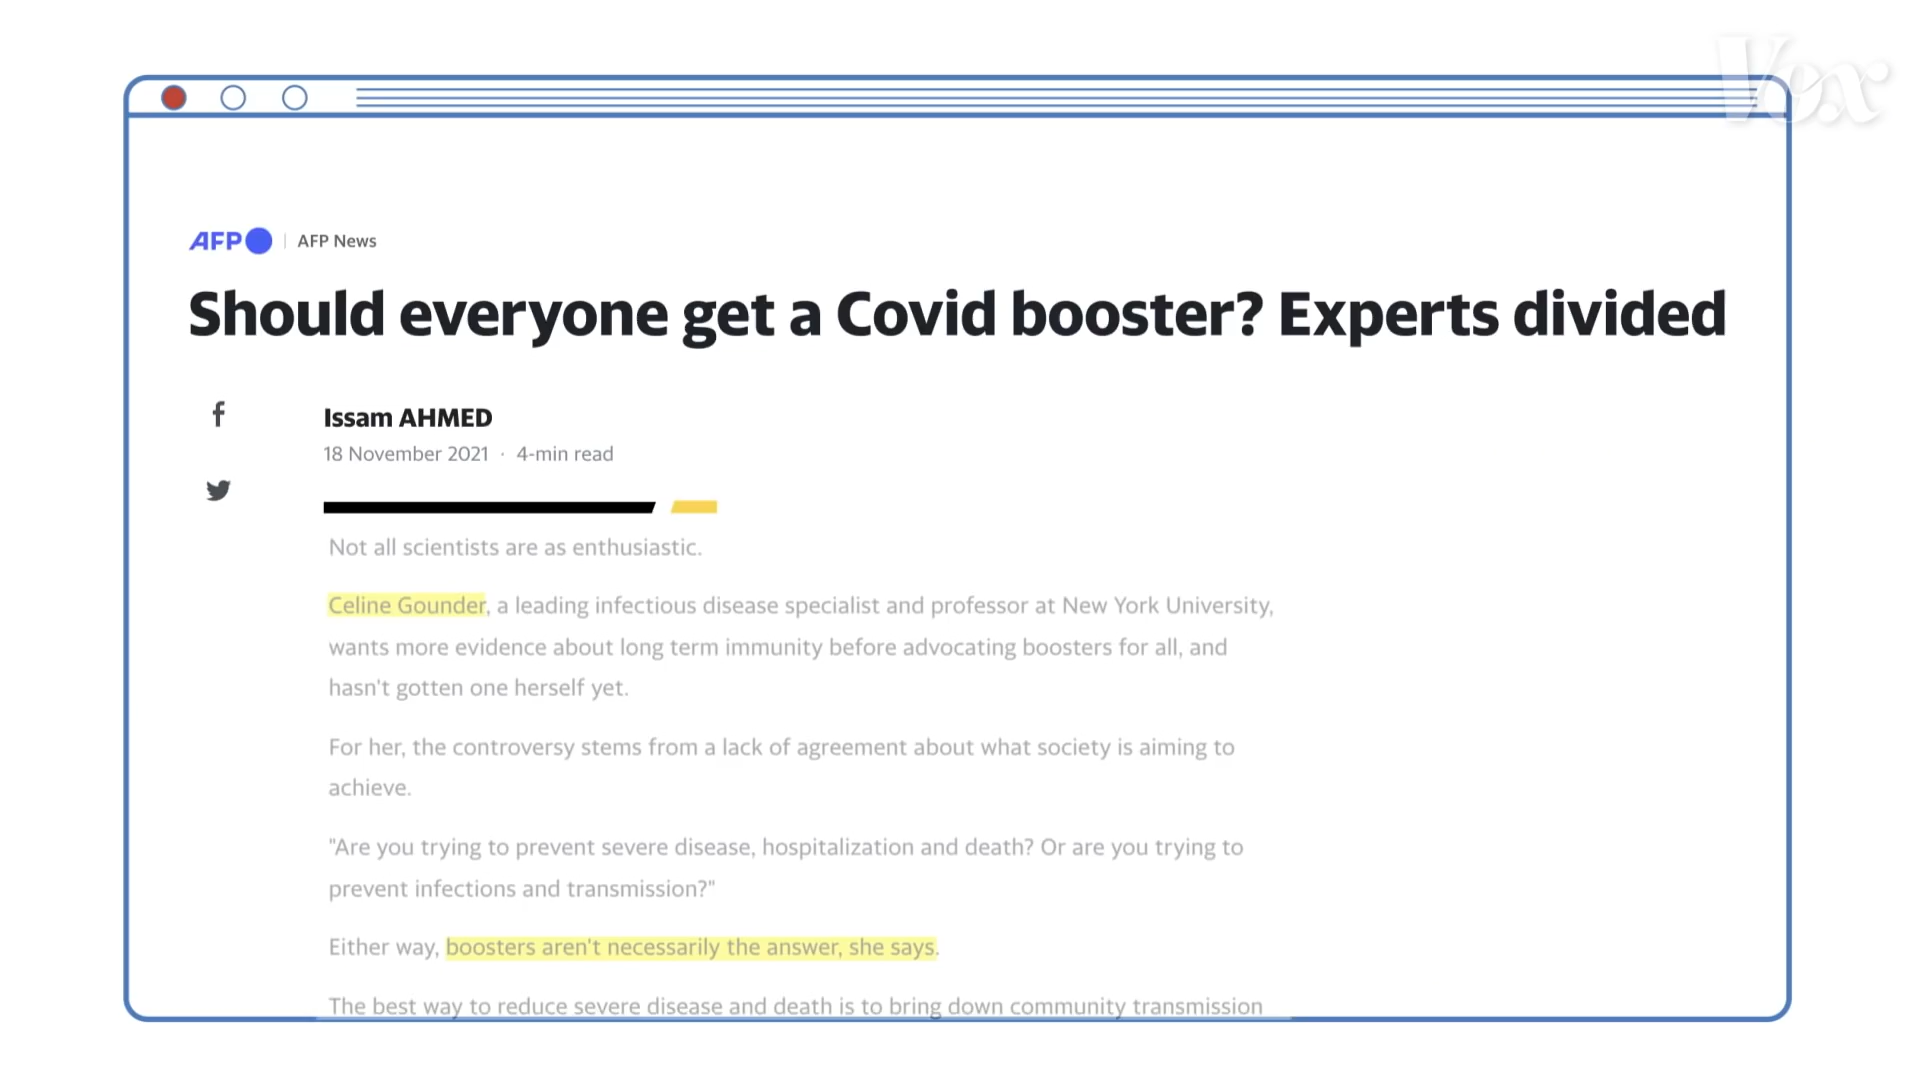 Vox
AFP
AFP News
Should everyone get a Covid booster? Experts divided
Issam AHMED
18 November 2021 · 4-min read
Not all scientists are as enthusiastic.
Celine Gounder, a leading infectious disease specialist and professor at New York University,
wants more evidence about long term immunity before advocating boosters for all, and
hasn't gotten one herself yet.
For her, the controversy stems from a lack of agreement about what society is aiming to
achieve.
"Are you trying to prevent severe disease, hospitalization and death? Or are you trying to
prevent infections and transmission?"
Either way, boosters aren't necessarily the answer, she says.
The best way to reduce severe disease and death is to bring down community transmission